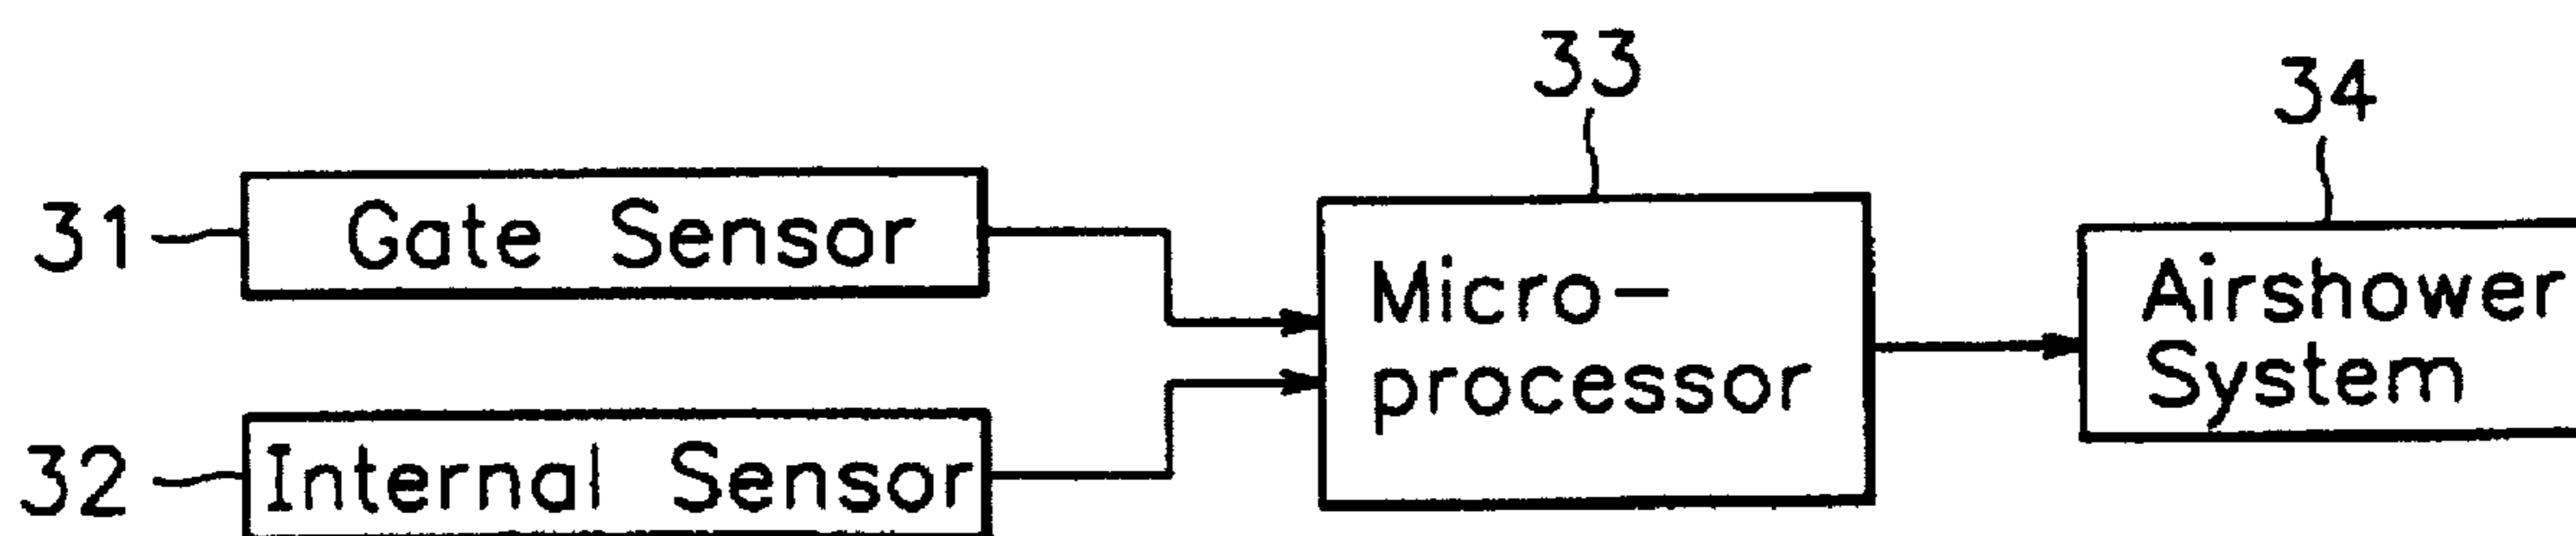 33
34
31
Gate Sensor
Micro-
processor
Airshower
System
32
Internal Sensor